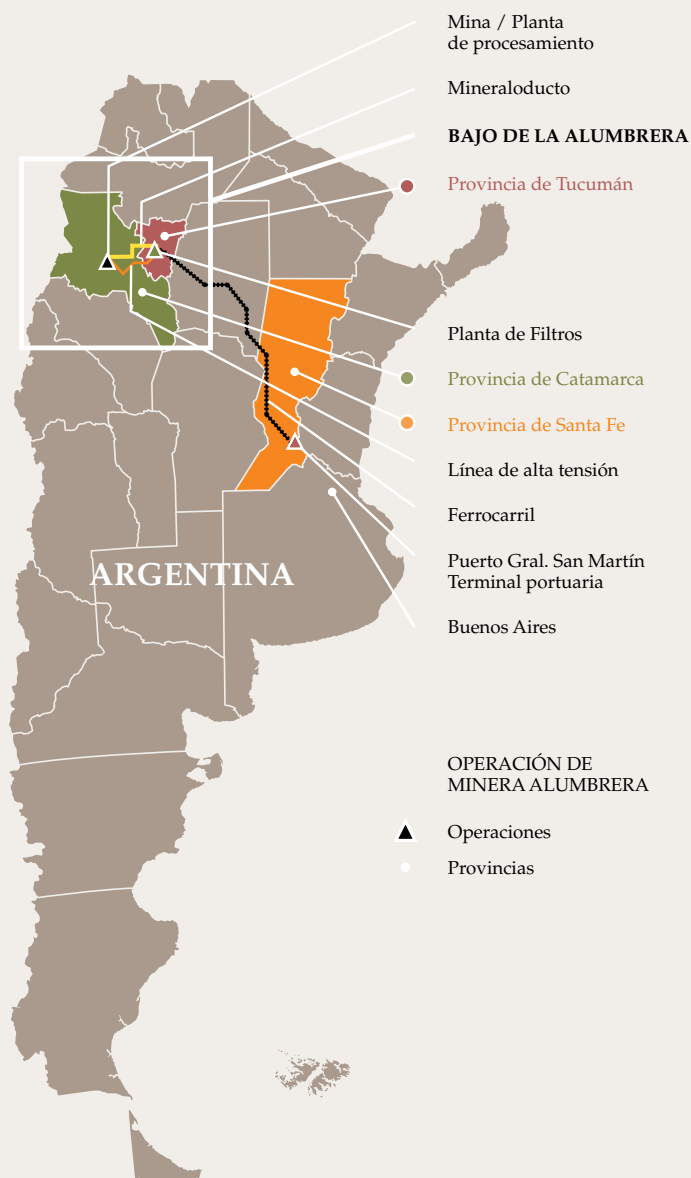 Mina / Planta
de procesamiento
Mineraloducto
BAJO DE LA ALUMBRERA
Provincia de Tucumán
Planta de Filtros
Provincia de Catamarca
Provincia de Santa Fe
Línea de alta tensión
Ferrocarril
Puerto Gral. San Martín
Terminal portuaria
ARGENTINA
Buenos Aires
OPERACIÓN DE
MINERA ALUMBRERA
Operaciones
Provincias